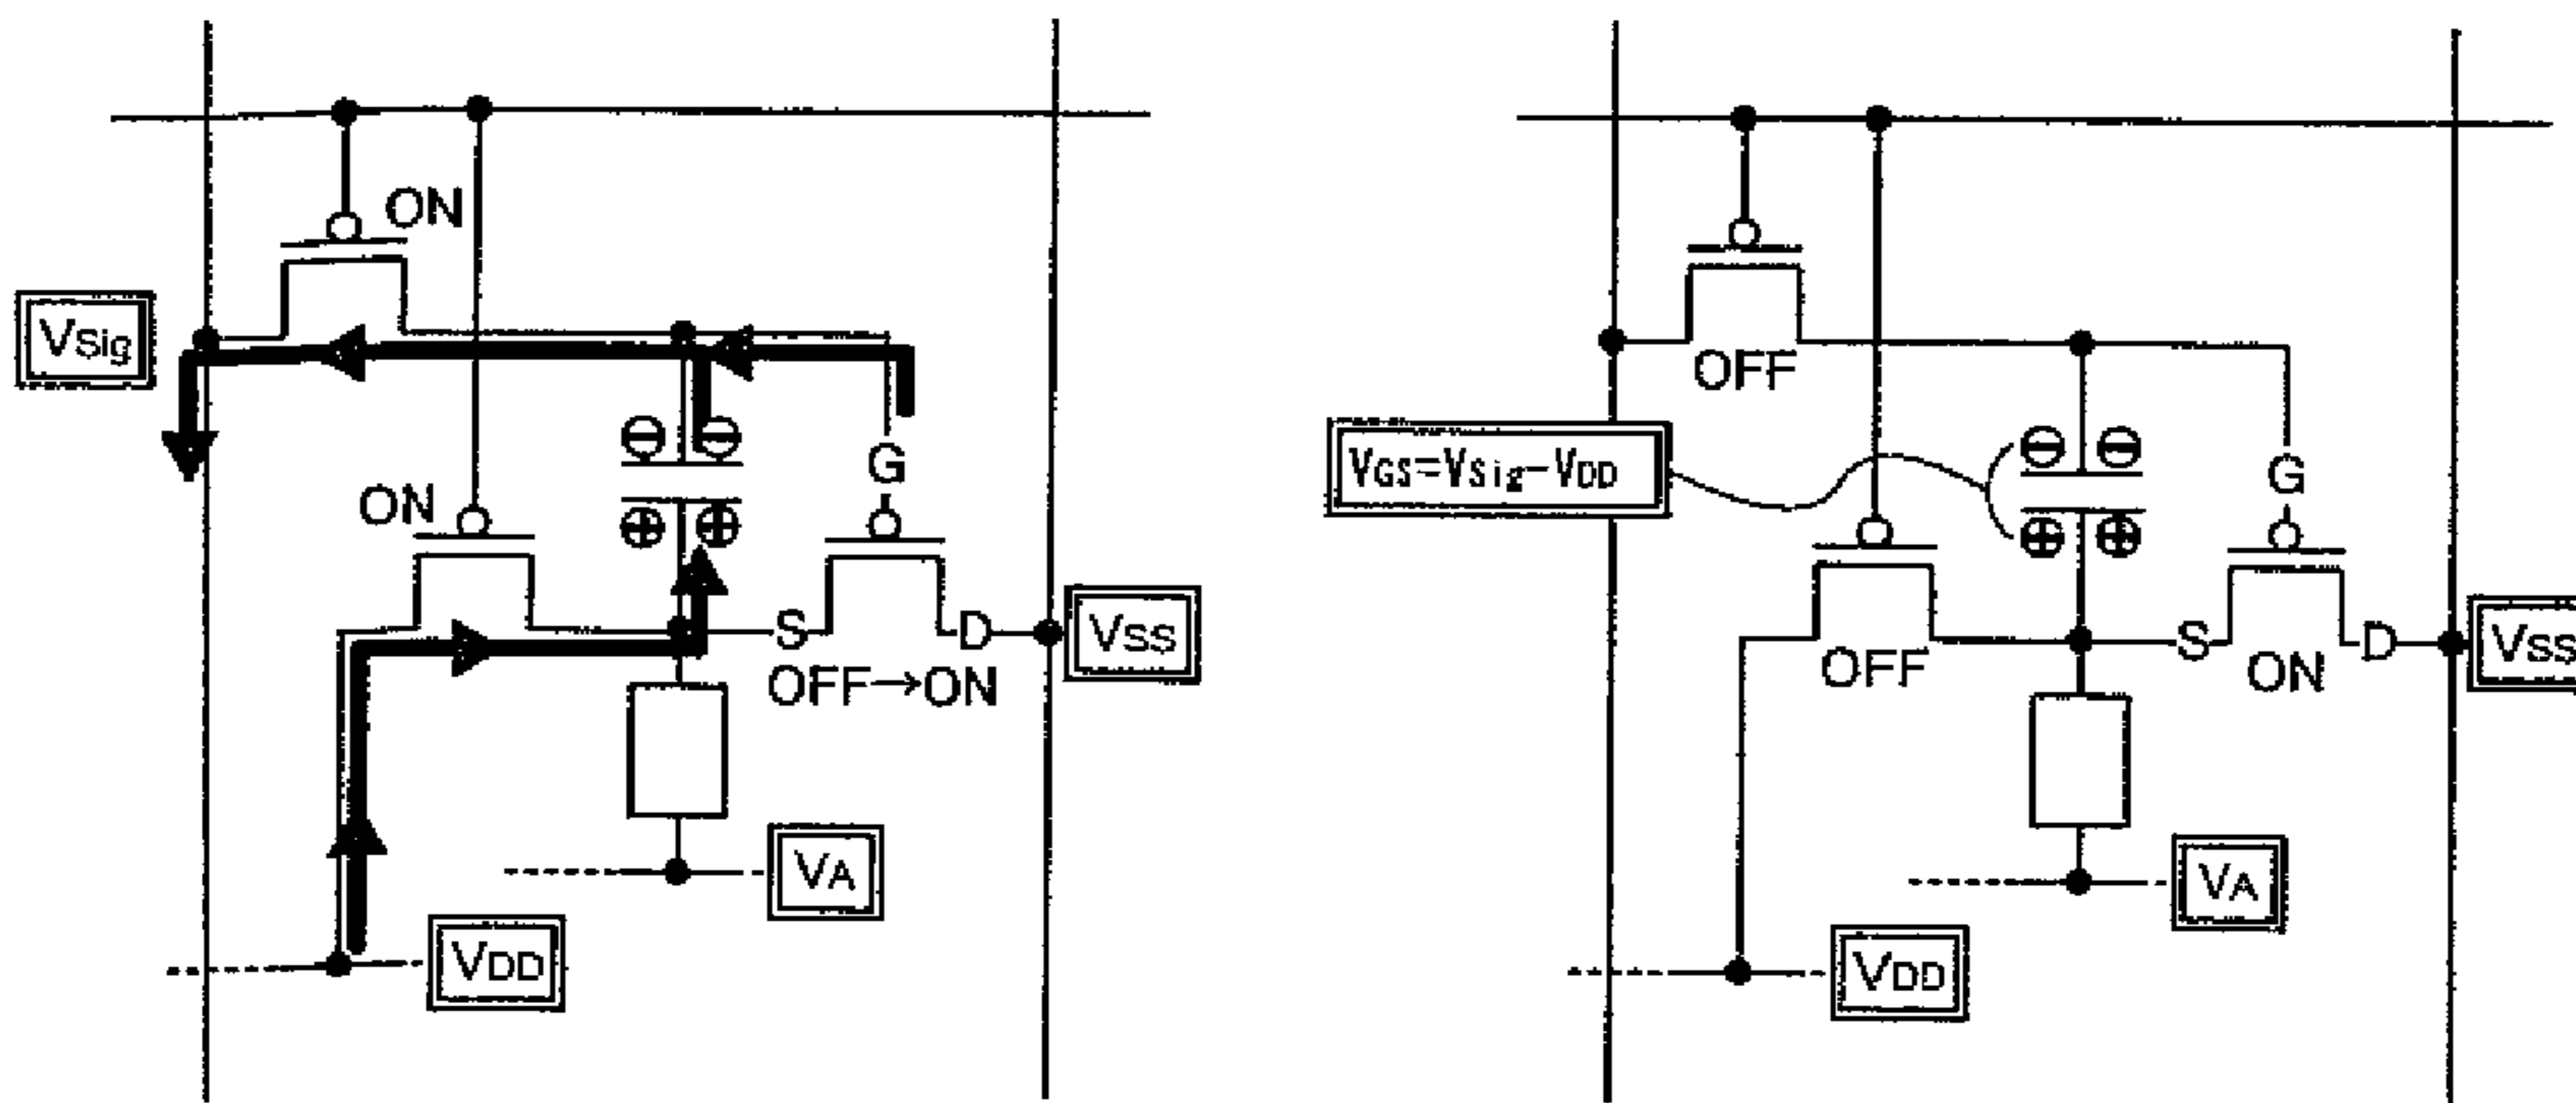 ON
VSig
G
ON
S
D
VSS
OFF→ON
VA
VDD
OFF
VGS=VSig-VDD
G
S
D
VSS
OFF
ON
VA
VDD